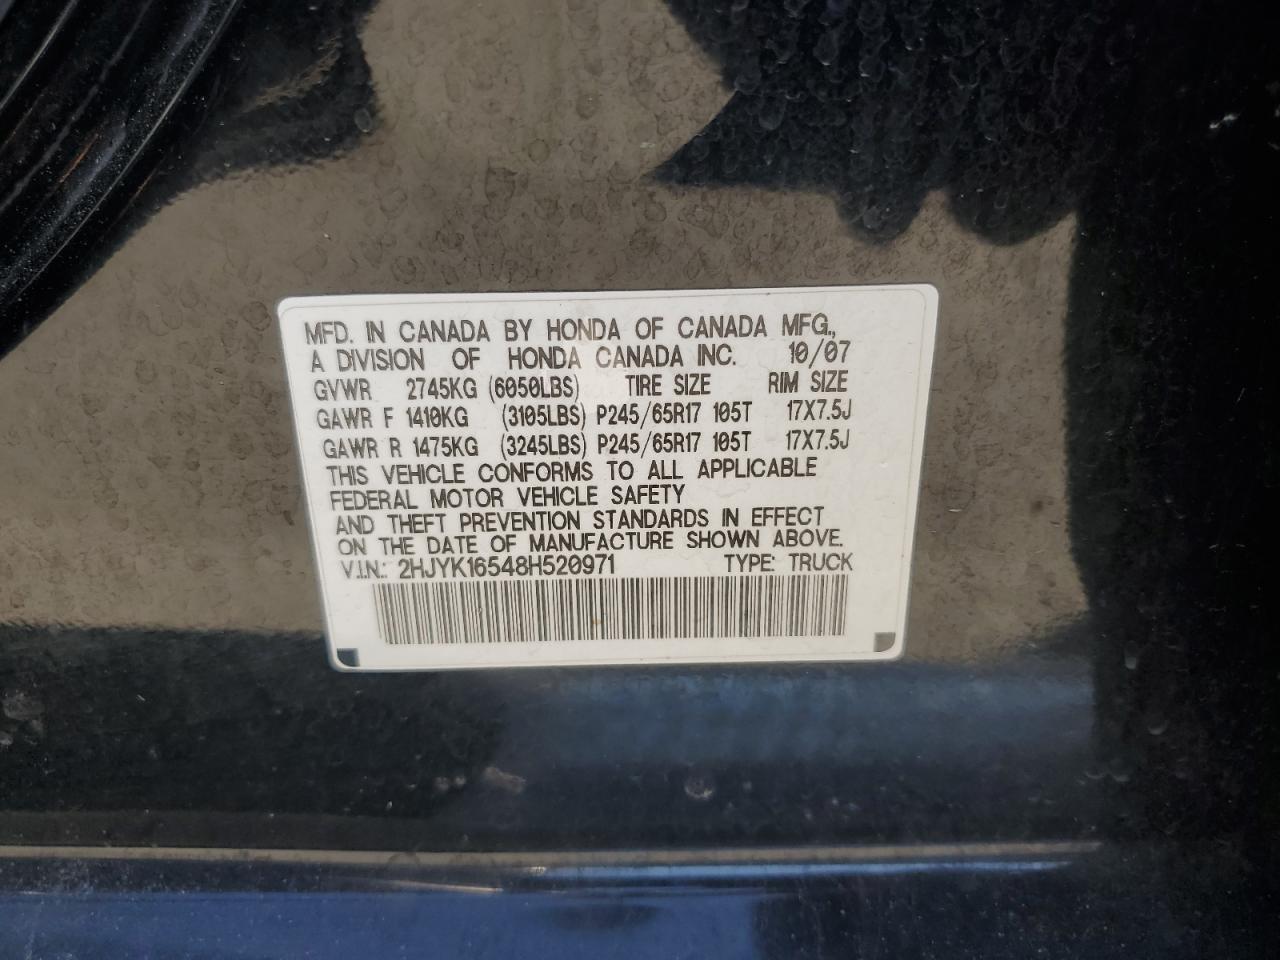 MFD. IN CANADA BY HONDA OF CANADA MFG.,
A DIVISION OF HONDA CANADA INC. 10/07
GVWR 2745KG (6050LBS) TIRE SIZE RIM SIZE
GAWR F 1410KG (3105LBS) P245/65R17 105T 17X7.5J
GAWR R 1475KG (3245LBS) P245/65R17 105T 17X7.5J
THIS VEHICLE CONFORMS TO ALL APPLICABLE
FEDERAL MOTOR VEHICLE SAFETY
AND THEFT PREVENTION STANDARDS IN EFFECT
ON THE DATE OF MANUFACTURE SHOWN ABOVE.
V.I.N.: 2HJYK16548H520971 TYPE: TRUCK